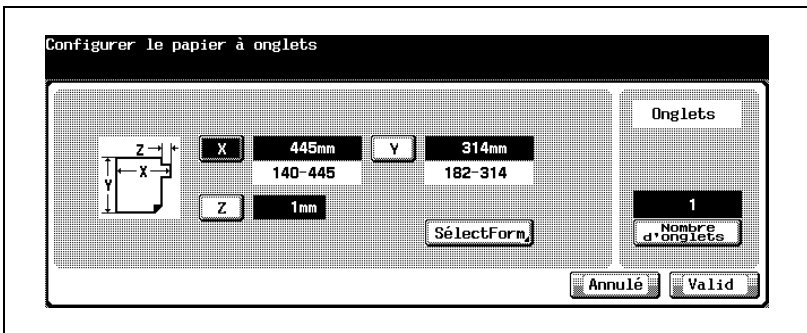 Configurer le papier à onglets
Onglets
Z
X
Y
X 445mm Y 314mm
140-445 182-314
Z 1mm
1
SélectForm
Nombre
d'onglets
Annulé Valid